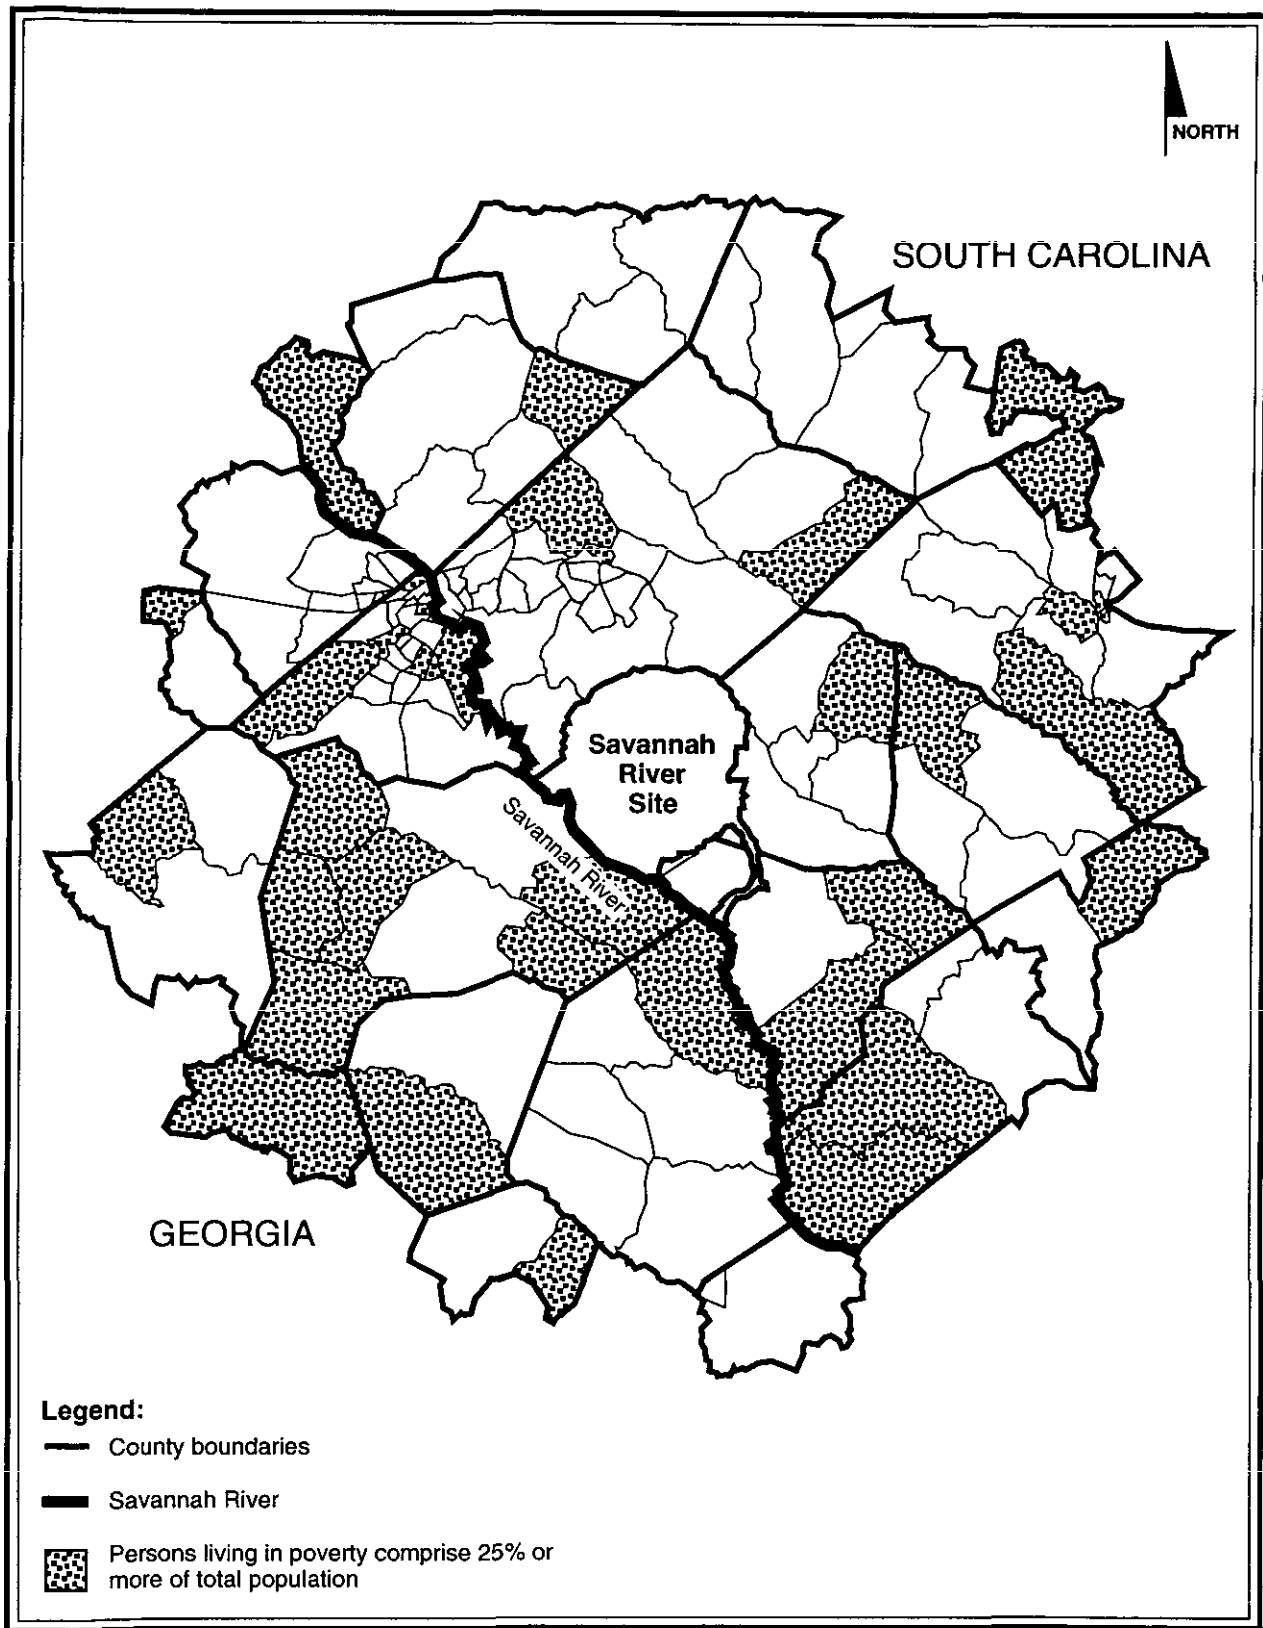 NORTH
SOUTH CAROLINA
Savannah
River
Site
Savannah River
GEORGIA
Legend:
County boundaries
Savannah River
Persons living in poverty comprise 25% or
more of total population